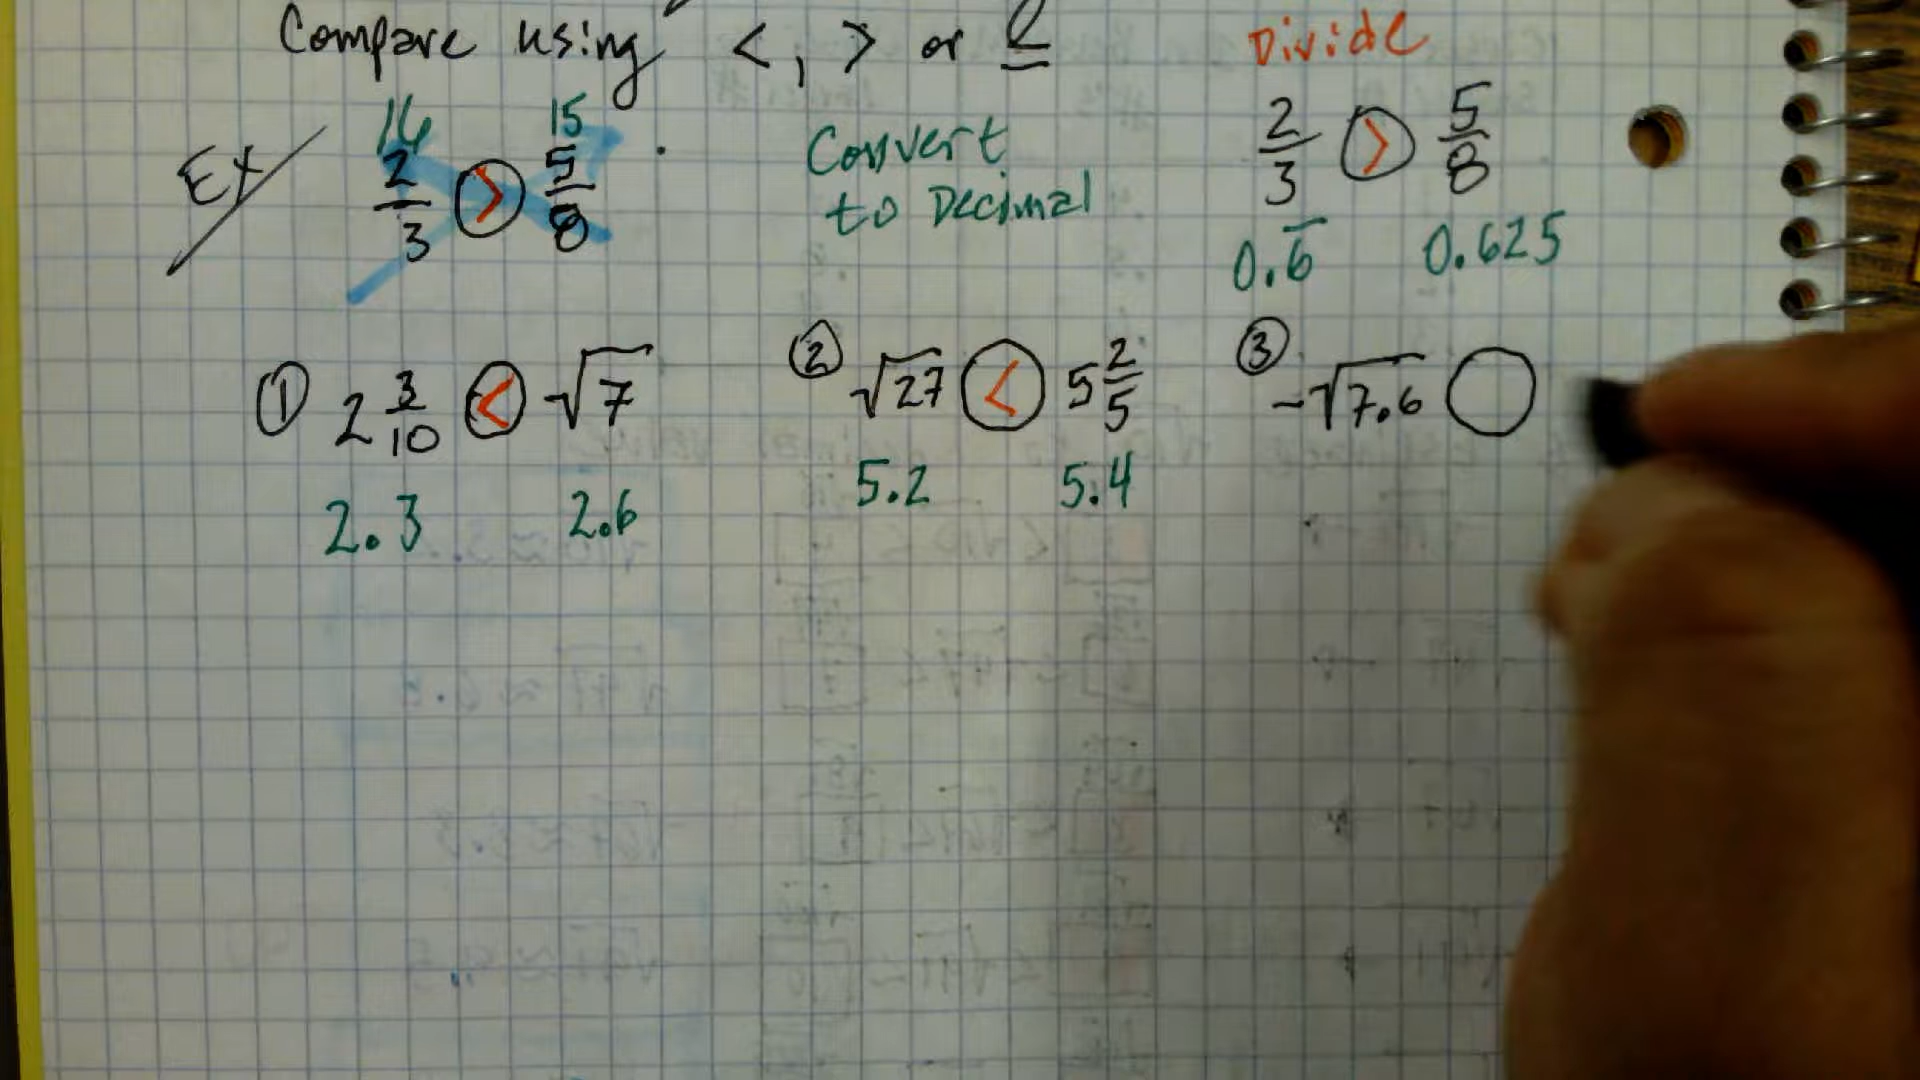 Compare using <, > or =
Divide
Ex
16 15
2/3 > 5/8
Convert
to Decimal
2/3 > 5/8
0.6̅ 0.625
① 2 3/10 < √7
2.3 2.6
② √27 < 5 2/5
5.2 5.4
③ -√7.6